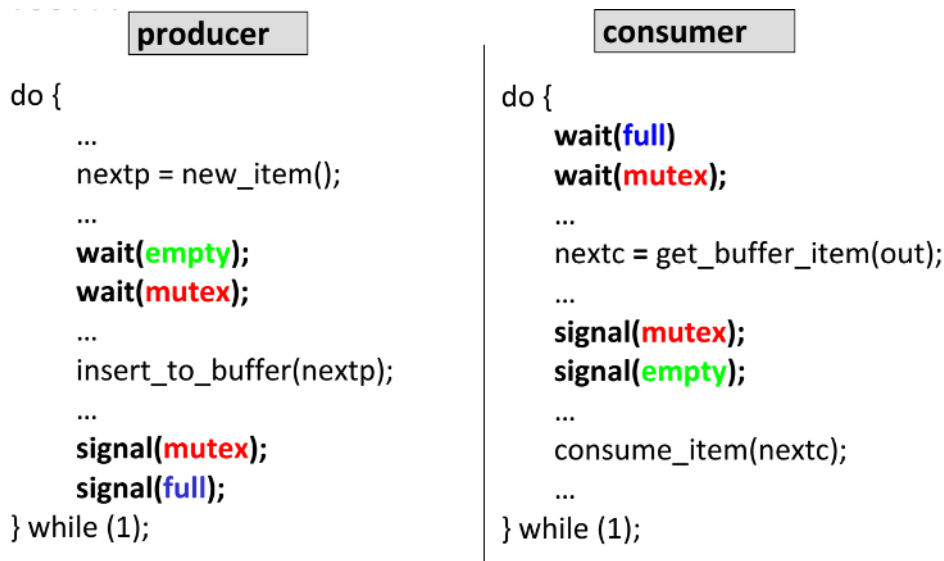 producer
do {
...
nextp = new_item();
...
wait(empty);
wait(mutex);
...
insert_to_buffer(nextp);
...
signal(mutex);
signal(full);
} while (1);
consumer
do {
wait(full)
wait(mutex);
...
nextc = get_buffer_item(out);
...
signal(mutex);
signal(empty);
...
consume_item(nextc);
...
} while (1);